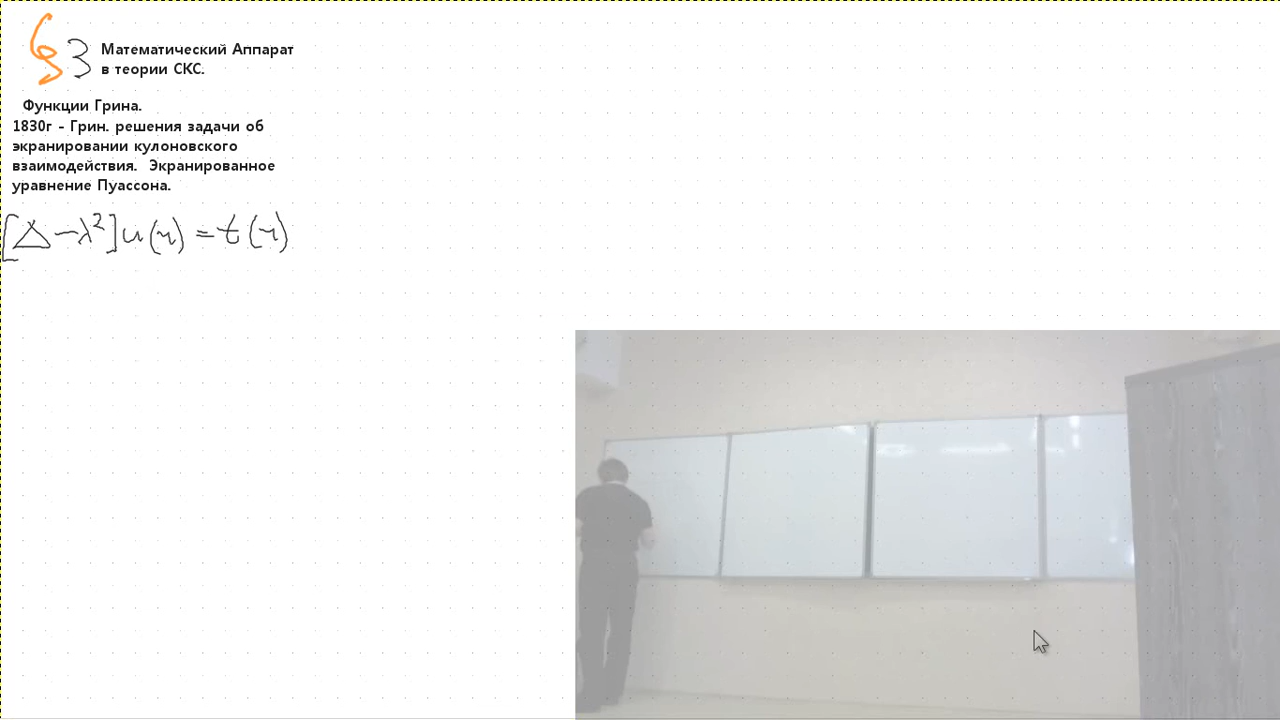 § 3 Математический Аппарат
в теории СКС.
Функции Грина.
1830г - Грин. решения задачи об
экранировании кулоновского
взаимодействия. Экранированное
уравнение Пуассона.
[Δ-λ²]u(r)=f(r)